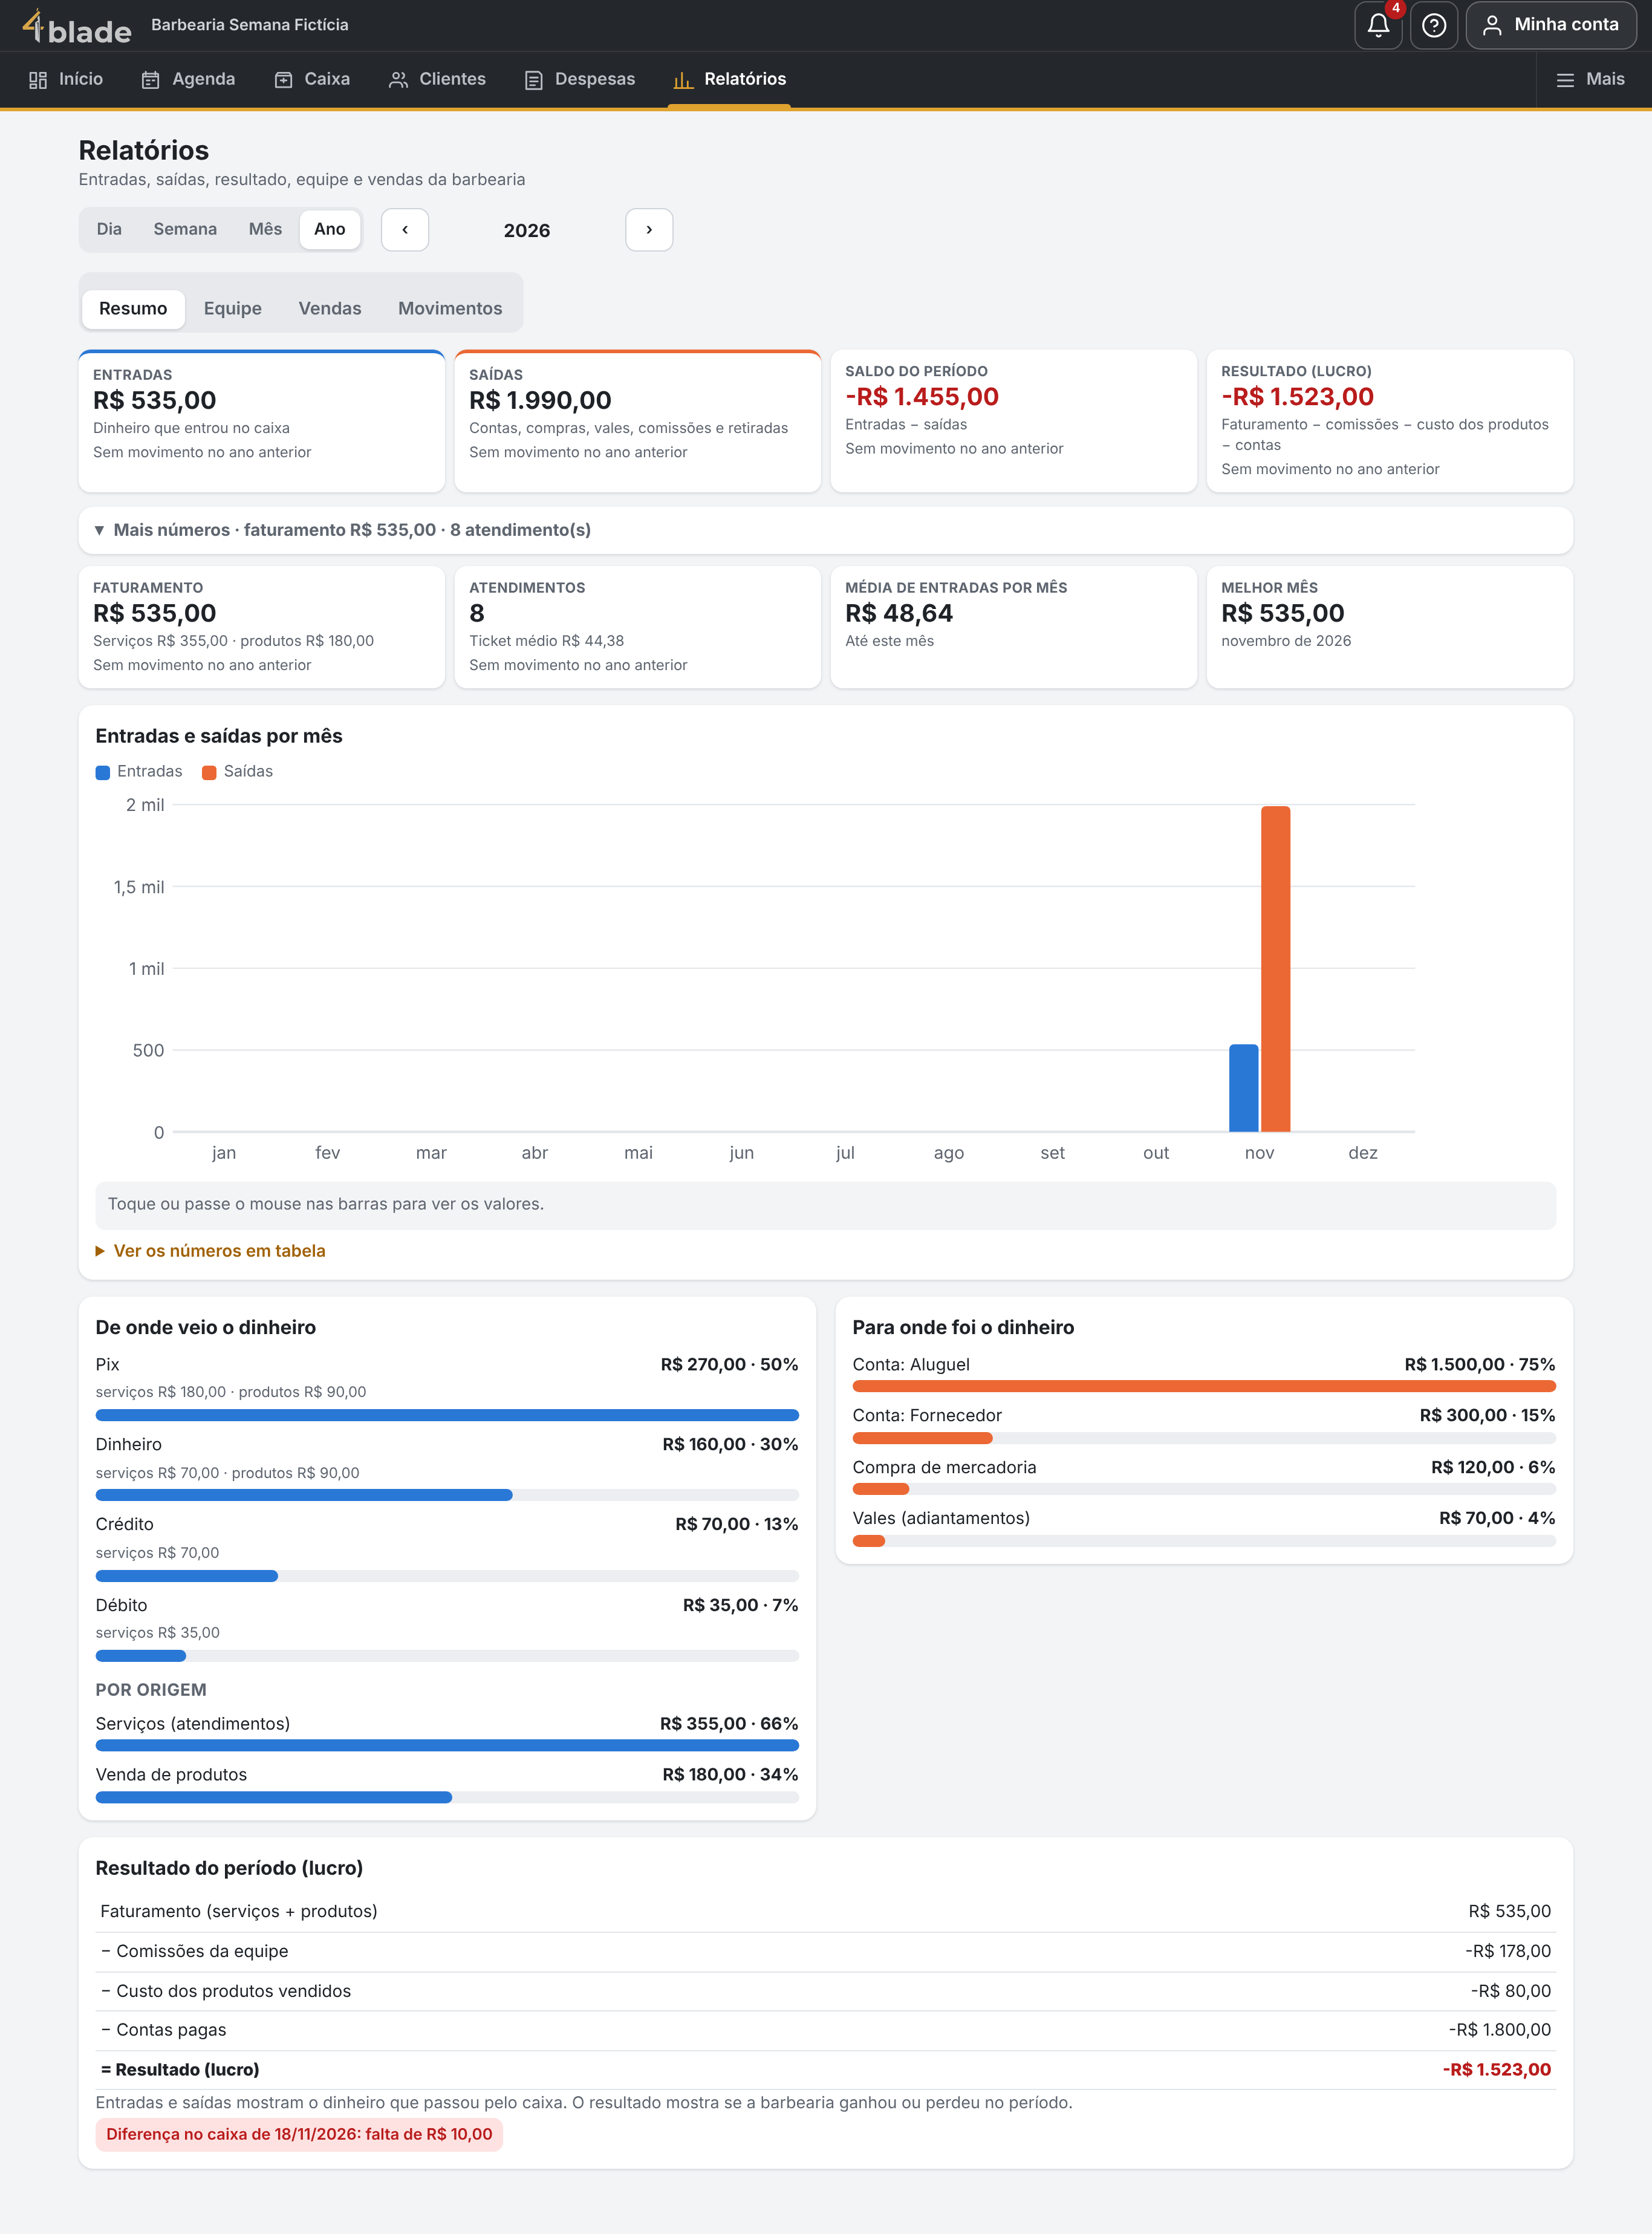 4blade Barbearia Semana Fictícia 4 Minha conta
Início Agenda Caixa Clientes Despesas Relatórios Mais
Relatórios
Entradas, saídas, resultado, equipe e vendas da barbearia
Dia Semana Mês Ano ‹ 2026 ›
Resumo Equipe Vendas Movimentos
ENTRADAS
R$ 535,00
Dinheiro que entrou no caixa
Sem movimento no ano anterior
SAÍDAS
R$ 1.990,00
Contas, compras, vales, comissões e retiradas
Sem movimento no ano anterior
SALDO DO PERÍODO
-R$ 1.455,00
Entradas − saídas
Sem movimento no ano anterior
RESULTADO (LUCRO)
-R$ 1.523,00
Faturamento − comissões − custo dos produtos
− contas
Sem movimento no ano anterior
▼ Mais números · faturamento R$ 535,00 · 8 atendimento(s)
FATURAMENTO
R$ 535,00
Serviços R$ 355,00 · produtos R$ 180,00
Sem movimento no ano anterior
ATENDIMENTOS
8
Ticket médio R$ 44,38
Sem movimento no ano anterior
MÉDIA DE ENTRADAS POR MÊS
R$ 48,64
Até este mês
MELHOR MÊS
R$ 535,00
novembro de 2026
Entradas e saídas por mês
Entradas Saídas
2 mil
1,5 mil
1 mil
500
0
jan fev mar abr mai jun jul ago set out nov dez
Toque ou passe o mouse nas barras para ver os valores.
▶ Ver os números em tabela
De onde veio o dinheiro
Pix R$ 270,00 · 50%
serviços R$ 180,00 · produtos R$ 90,00
Dinheiro R$ 160,00 · 30%
serviços R$ 70,00 · produtos R$ 90,00
Crédito R$ 70,00 · 13%
serviços R$ 70,00
Débito R$ 35,00 · 7%
serviços R$ 35,00
POR ORIGEM
Serviços (atendimentos) R$ 355,00 · 66%
Venda de produtos R$ 180,00 · 34%
Para onde foi o dinheiro
Conta: Aluguel R$ 1.500,00 · 75%
Conta: Fornecedor R$ 300,00 · 15%
Compra de mercadoria R$ 120,00 · 6%
Vales (adiantamentos) R$ 70,00 · 4%
Resultado do período (lucro)
Faturamento (serviços + produtos) R$ 535,00
− Comissões da equipe -R$ 178,00
− Custo dos produtos vendidos -R$ 80,00
− Contas pagas -R$ 1.800,00
= Resultado (lucro) -R$ 1.523,00
Entradas e saídas mostram o dinheiro que passou pelo caixa. O resultado mostra se a barbearia ganhou ou perdeu no período.
Diferença no caixa de 18/11/2026: falta de R$ 10,00